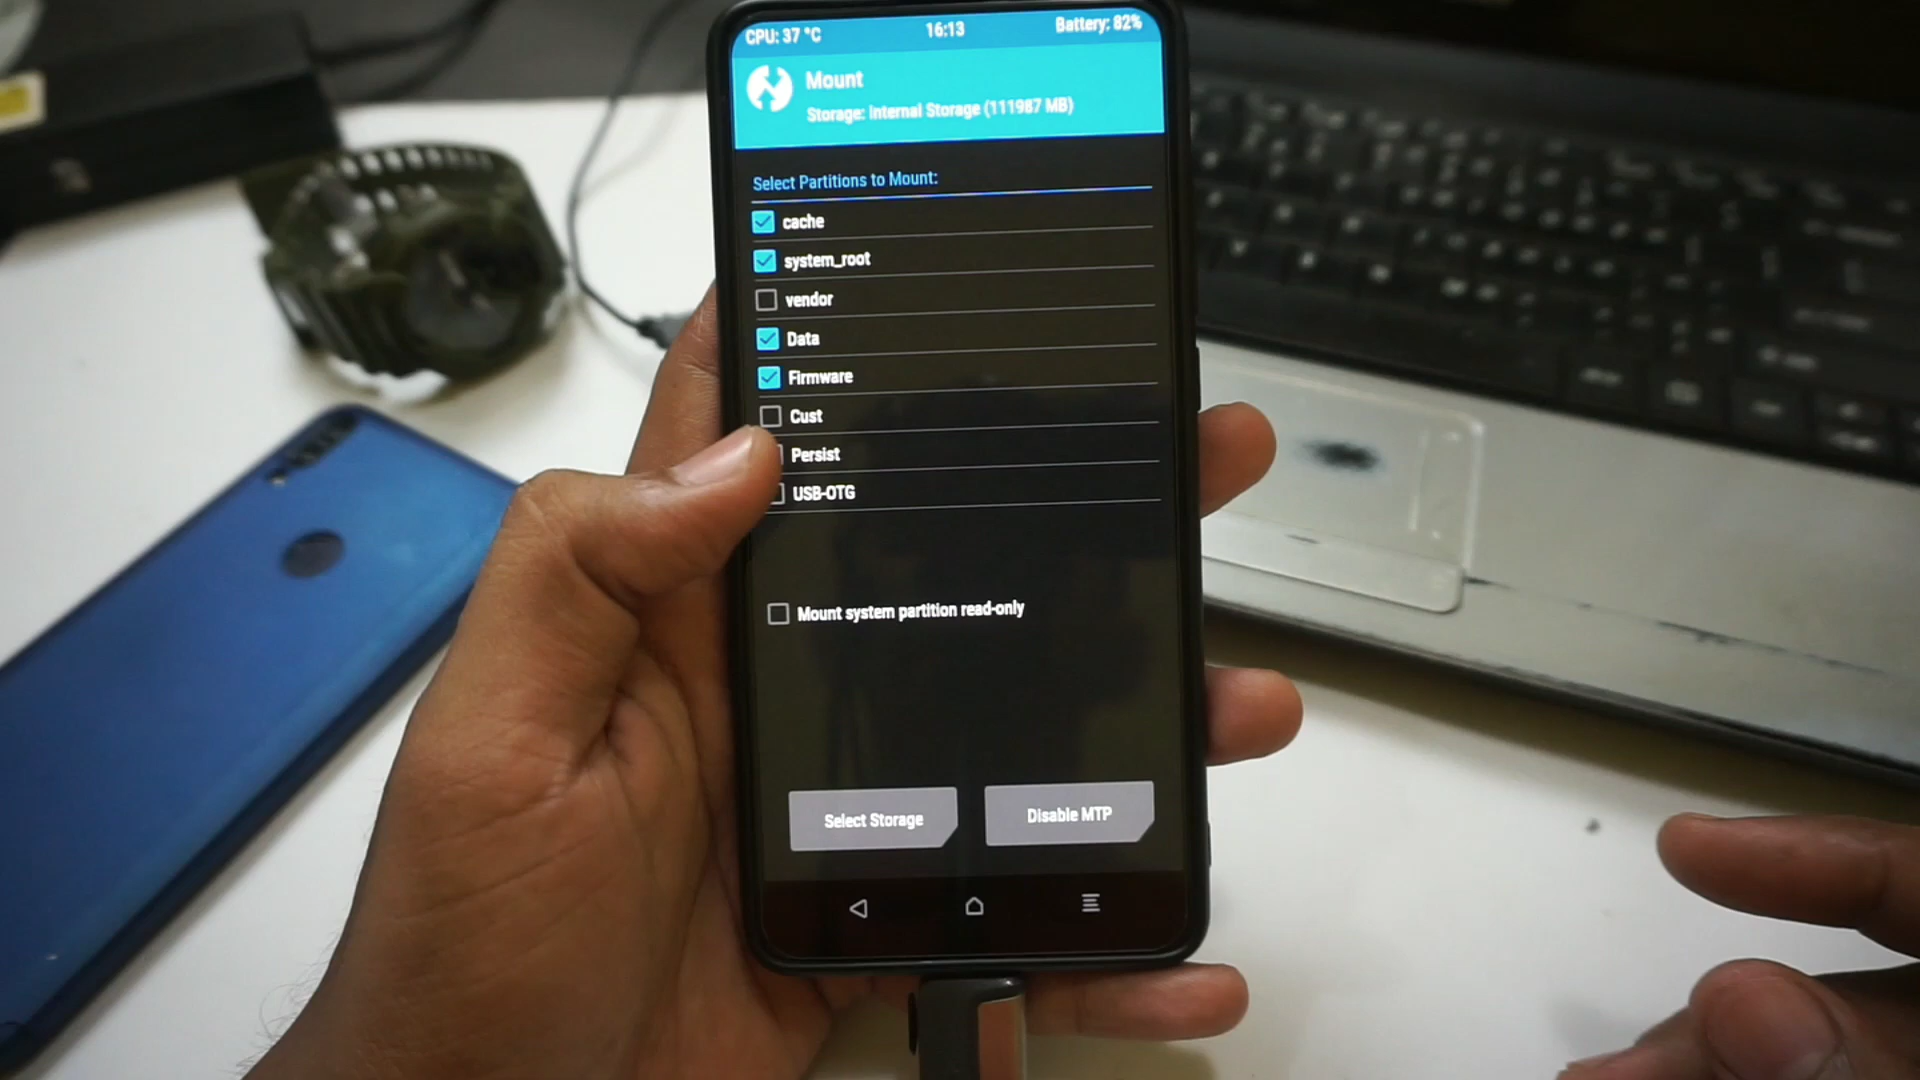 CPU: 37 °C 16:13 Battery: 82%
Mount
Storage: Internal Storage (111987 MB)
Select Partitions to Mount:
cache
system_root
vendor
Data
Firmware
Cust
Persist
USB-OTG
Mount system partition read-only
Select Storage Disable MTP